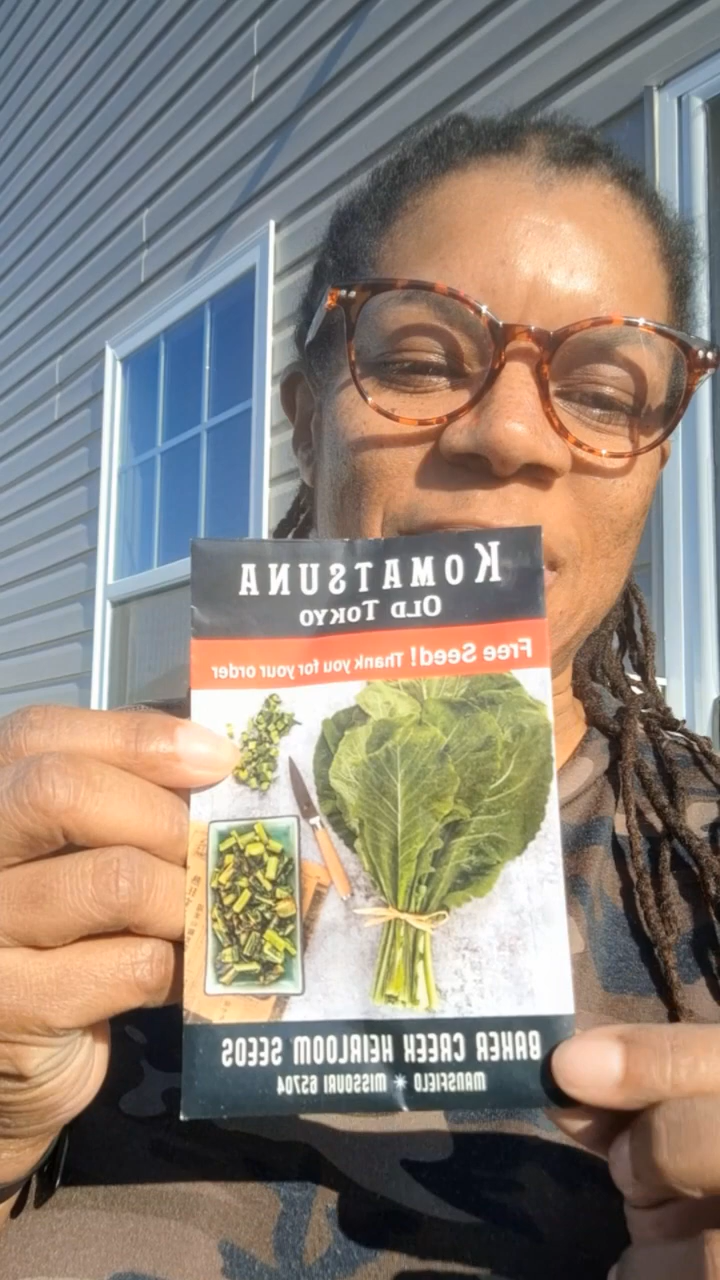 KOMATSUNA
OLD TOKYO
Free Seed! Thank you for your order
BAKER CREEK HEIRLOOM SEEDS
MANSFIELD * MISSOURI 65704